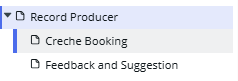 Record Producer
Creche Booking
Feedback and Suggestion